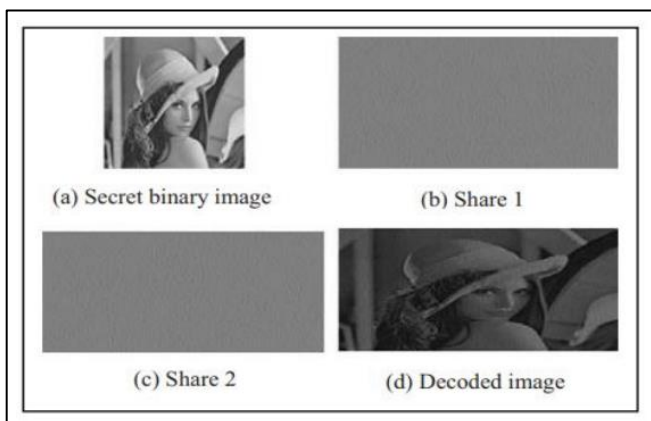 (a) Secret binary image
(b) Share 1
(c) Share 2
(d) Decoded image